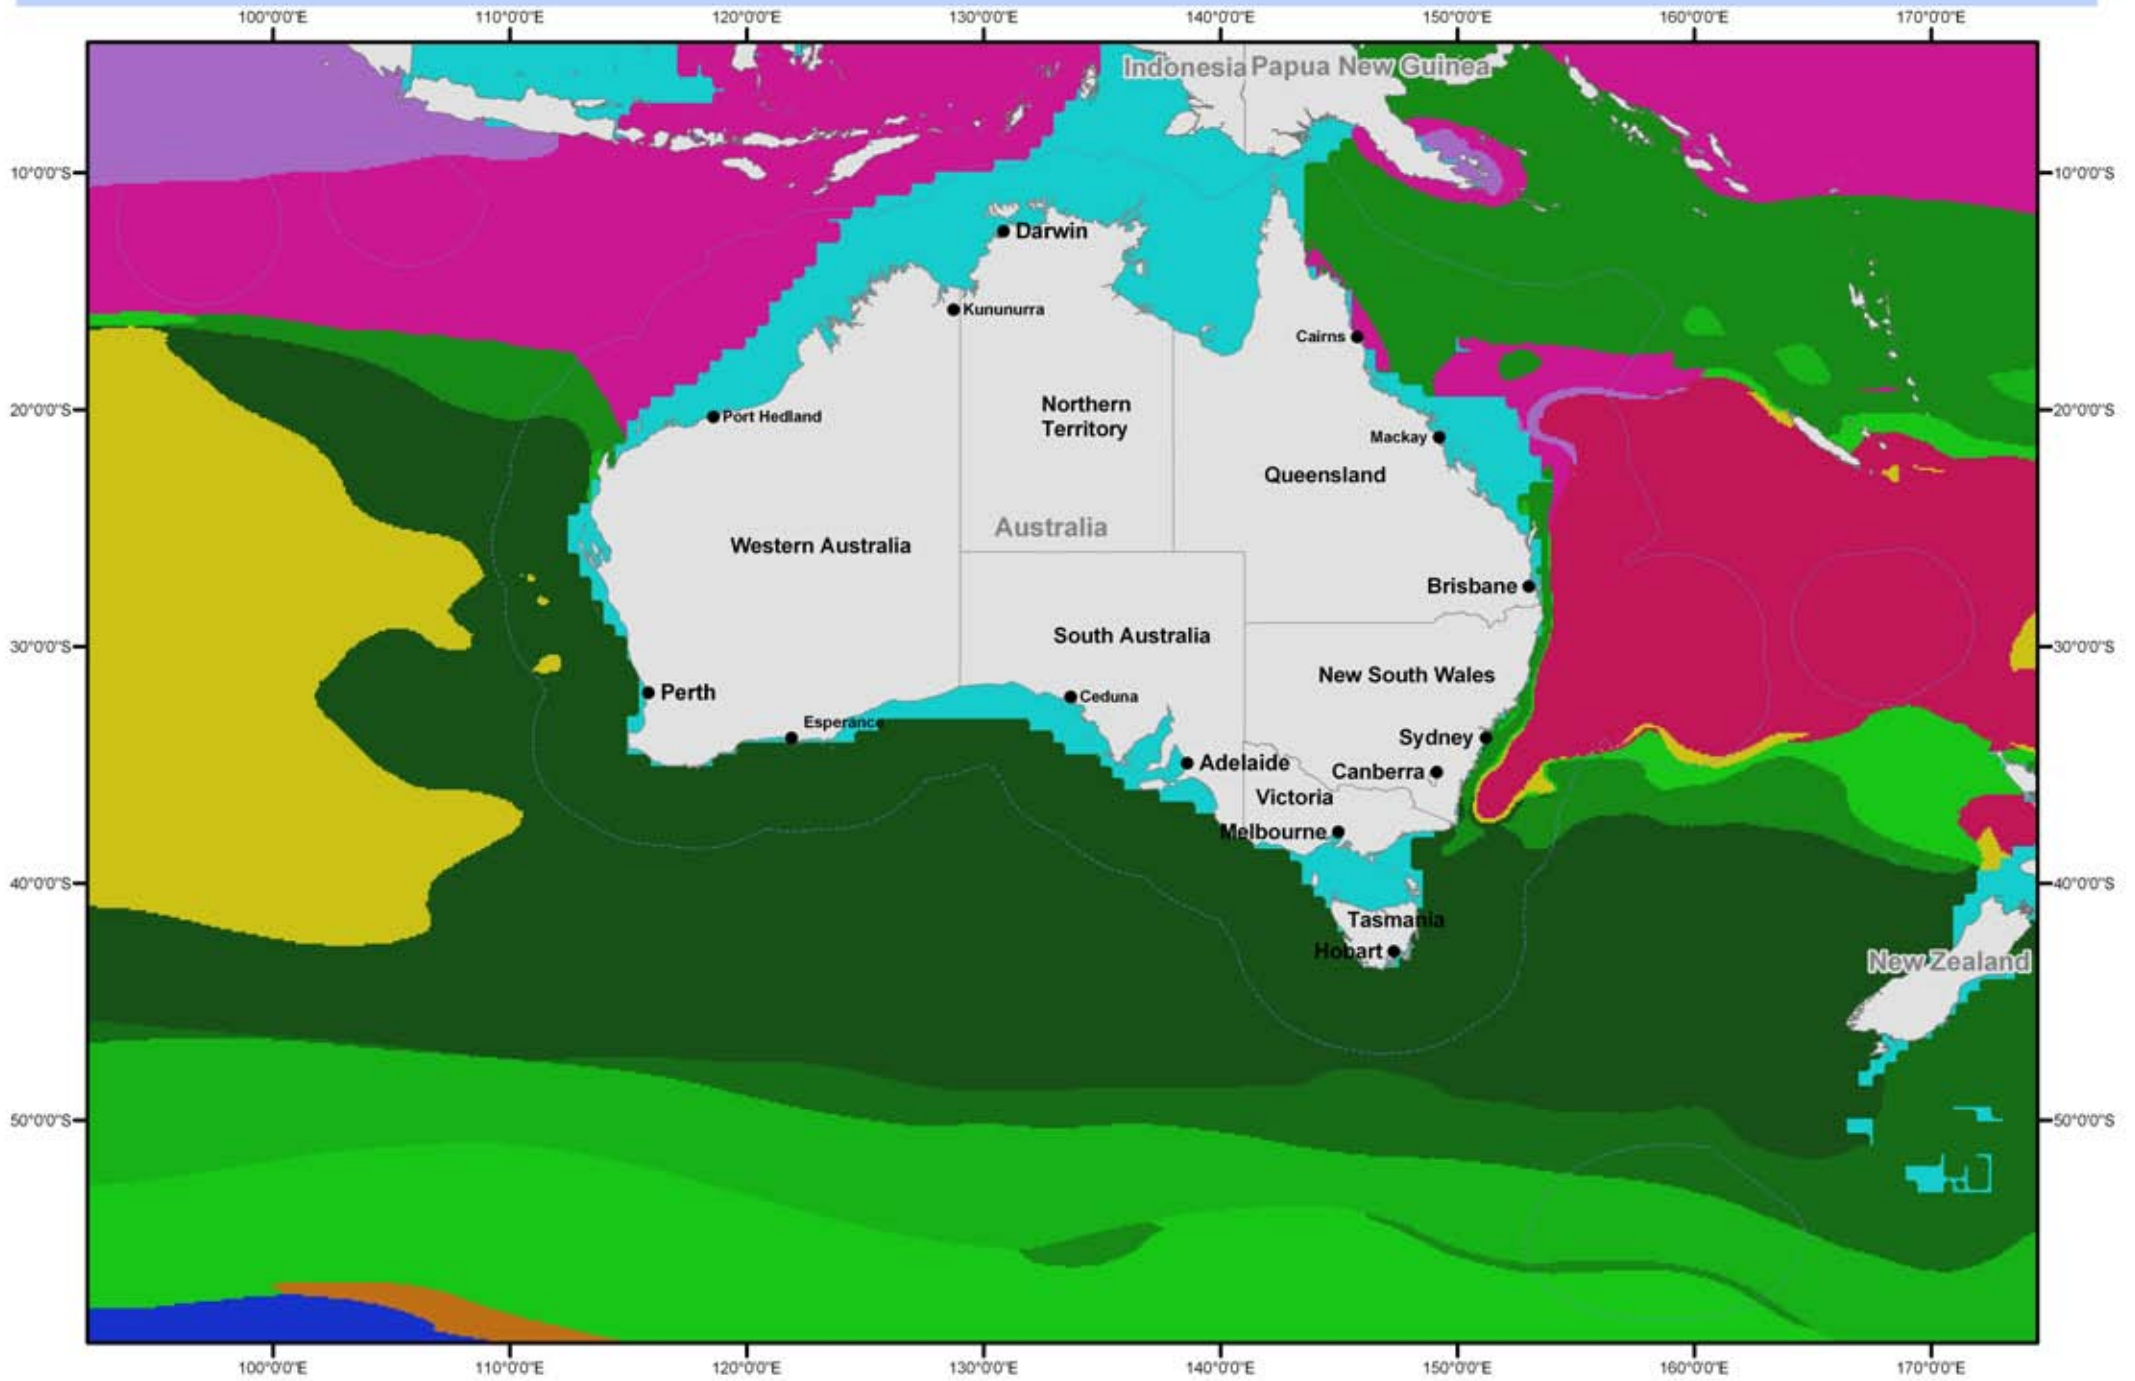 100°0'0"E 110°0'0"E 120°0'0"E 130°0'0"E 140°0'0"E 150°0'0"E 160°0'0"E 170°0'0"E
Indonesia Papua New Guinea
10°0'0"S 10°0'0"S
Darwin
Kununurra
Cairns
20°0'0"S 20°0'0"S
Port Hedland
Northern
Territory
Mackay
Queensland
Australia
Western Australia
Brisbane
South Australia
30°0'0"S 30°0'0"S
New South Wales
Perth
Ceduna
Esperance
Sydney
Adelaide
Canberra
Victoria
Melbourne
40°0'0"S 40°0'0"S
Tasmania
Hobart
New Zealand
50°0'0"S 50°0'0"S
100°0'0"E 110°0'0"E 120°0'0"E 130°0'0"E 140°0'0"E 150°0'0"E 160°0'0"E 170°0'0"E